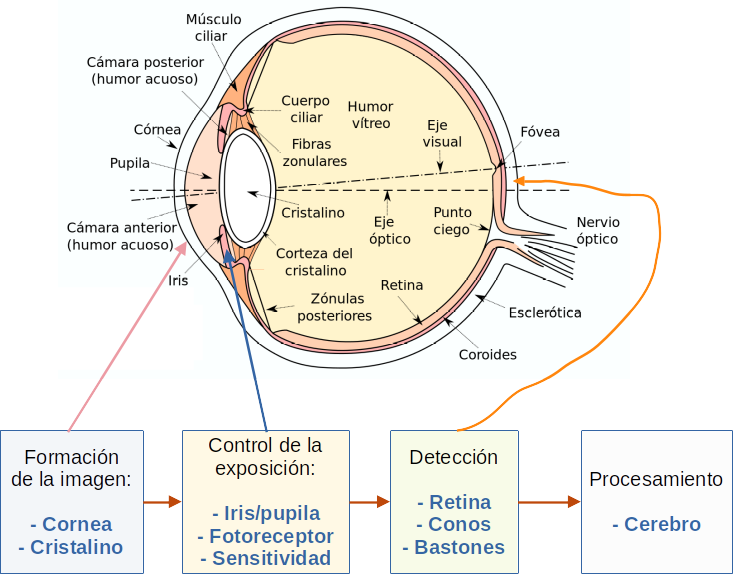 Músculo
ciliar
Cámara posterior
(humor acuoso)
Córnea
Pupila
Cámara anterior
(humor acuoso)
Iris
Cuerpo
ciliar
Fibras
zonulares
Humor
vítreo
Eje
visual
Fóvea
Cristalino
Eje
óptico
Punto
ciego
Nervio
óptico
Corteza del
cristalino
Zónulas
posteriores
Retina
Esclerótica
Coroides
Formación
de la imagen:
- Cornea
- Cristalino
Control de la
exposición:
- Iris/pupila
- Fotoreceptor
- Sensitividad
Detección
- Retina
- Conos
- Bastones
Procesamiento
- Cerebro